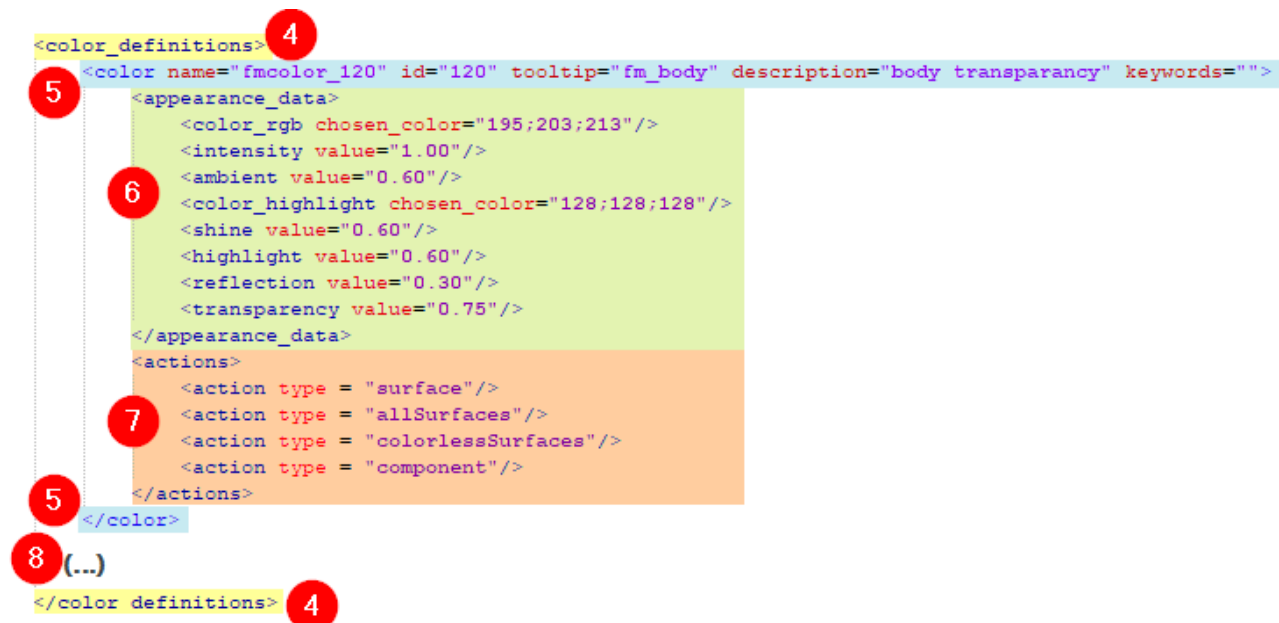 <color_definitions> 4
5 <color name="fmcolor_120" id="120" tooltip="fm_body" description="body transparancy" keywords="">
<appearance_data>
<color_rgb chosen_color="195;203;213"/>
<intensity value="1.00"/>
6 <ambient value="0.60"/>
<color_highlight chosen_color="128;128;128"/>
<shine value="0.60"/>
<highlight value="0.60"/>
<reflection value="0.30"/>
<transparency value="0.75"/>
</appearance_data>
<actions>
<action type = "surface"/>
7 <action type = "allSurfaces"/>
<action type = "colorlessSurfaces"/>
<action type = "component"/>
</actions>
5 </color>
8 (...)
</color definitions> 4